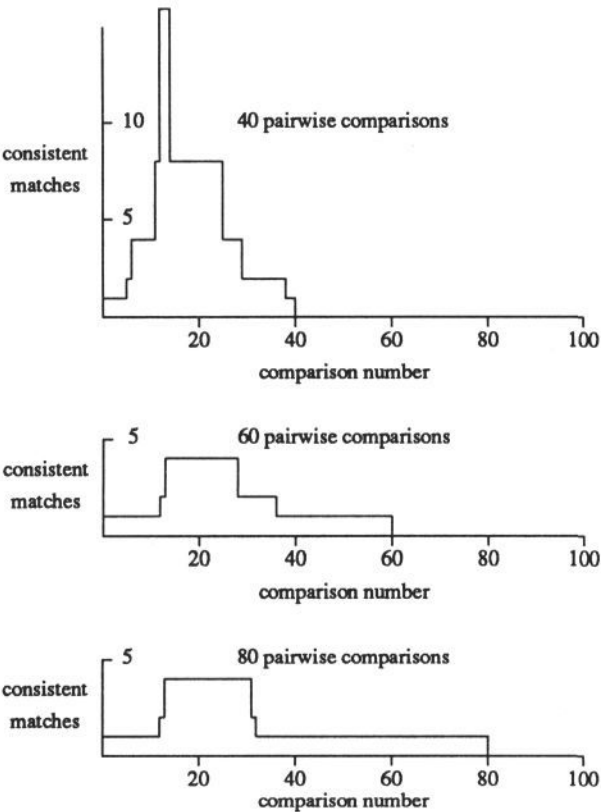 10
40 pairwise comparisons
consistent
matches
5
20 40 60 80 100
comparison number
5
60 pairwise comparisons
consistent
matches
20 40 60 80 100
comparison number
5
80 pairwise comparisons
consistent
matches
20 40 60 80 100
comparison number